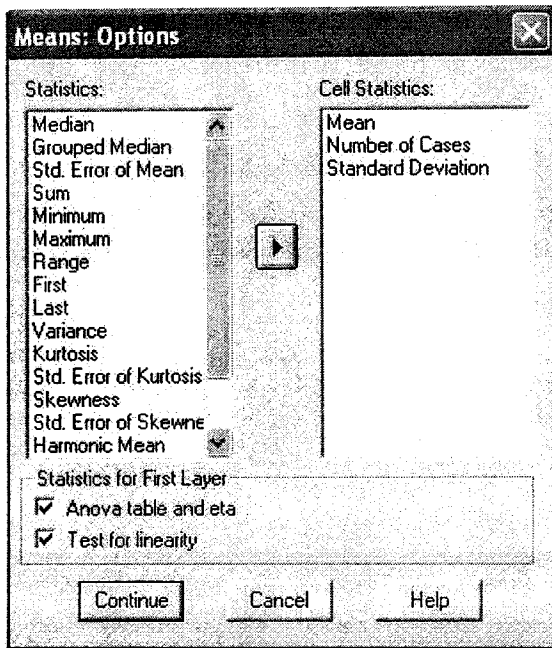 Means: Options
Statistics:
Median
Grouped Median
Std. Error of Mean
Sum
Minimum
Maximum
Range
First
Last
Variance
Kurtosis
Std. Error of Kurtosis
Skewness
Std. Error of Skewne
Harmonic Mean
Cell Statistics:
Mean
Number of Cases
Standard Deviation
Statistics for First Layer
Anova table and eta
Test for linearity
Continue
Cancel
Help